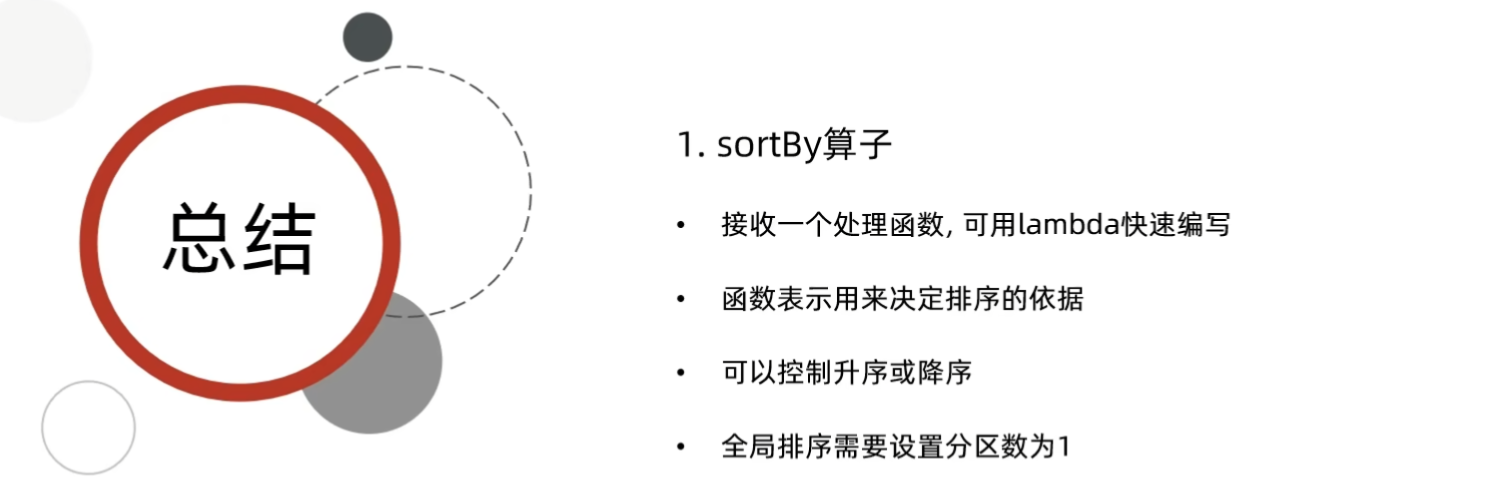 总结
1. sortBy算子
• 接收一个处理函数, 可用lambda快速编写
• 函数表示用来决定排序的依据
• 可以控制升序或降序
• 全局排序需要设置分区数为1